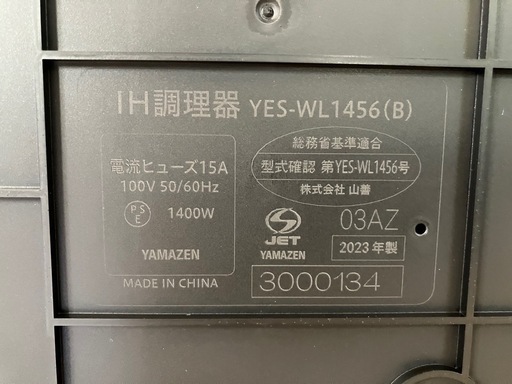 IH調理器 YES-WL1456(B)
電流ヒューズ15A
100V 50/60Hz
PSE 1400W
YAMAZEN
MADE IN CHINA
総務省基準適合
型式確認 第YES-WL1456号
株式会社 山善
JET
YAMAZEN
03AZ
2023年製
3000134